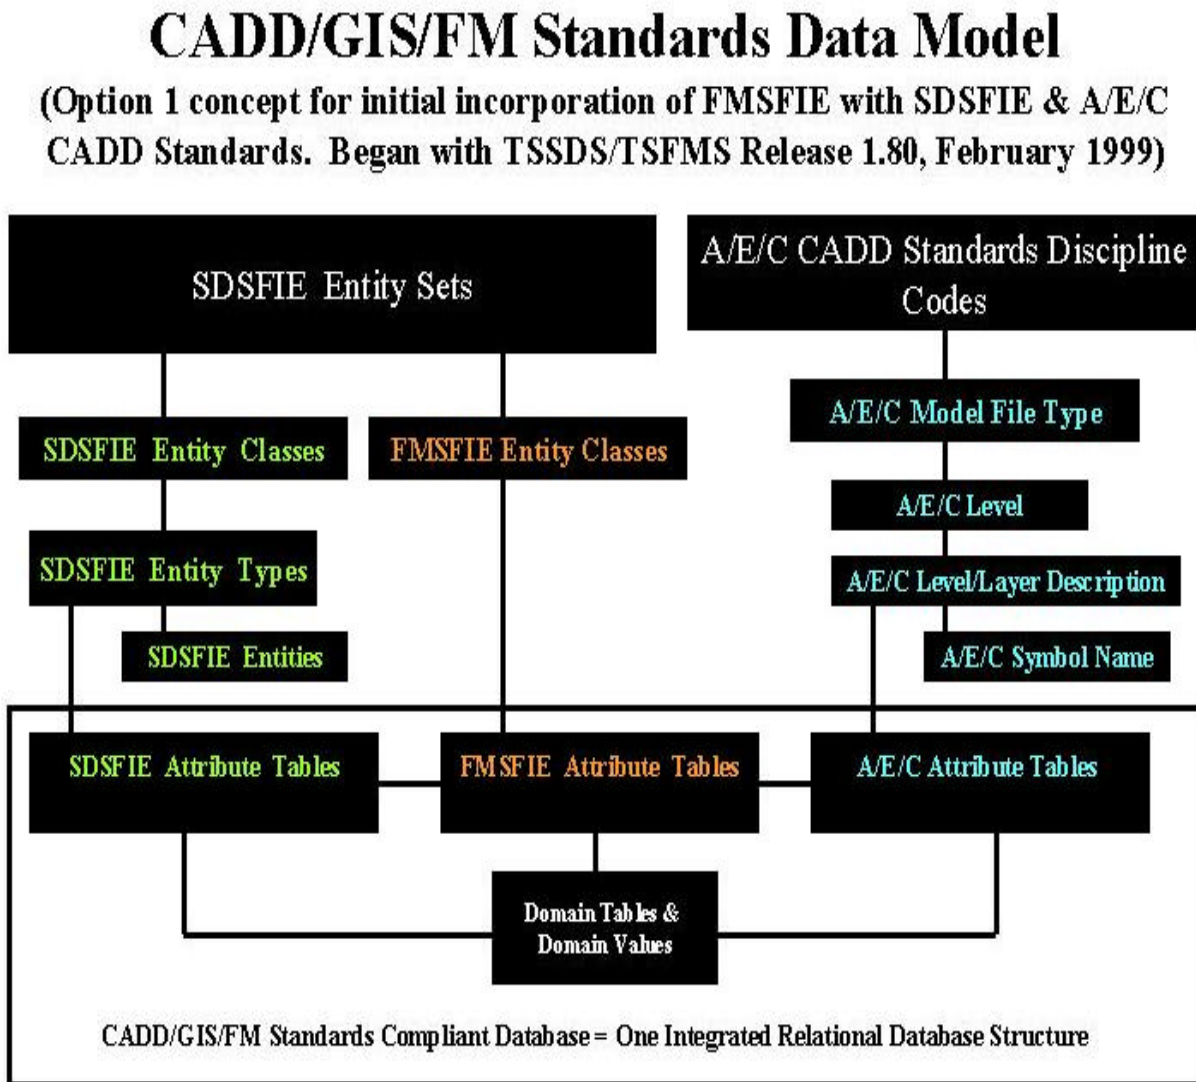 CADD/GIS/FM Standards Data Model
(Option 1 concept for initial incorporation of FMSFIE with SDSFIE & A/E/C
CADD Standards. Began with TSSDS/TSFMS Release 1.80, February 1999)
SDSFIE Entity Sets
A/E/C CADD Standards Discipline
Codes
A/E/C Model File Type
SDSFIE Entity Classes
FMSFIE Entity Classes
A/E/C Level
SDSFIE Entity Types
A/E/C Level/Layer Description
SDSFIE Entities
A/E/C Symbol Name
SDSFIE Attribute Tables
FMSFIE Attribute Tables
A/E/C Attribute Tables
Domain Tables &
Domain Values
CADD/GIS/FM Standards Compliant Database = One Integrated Relational Database Structure